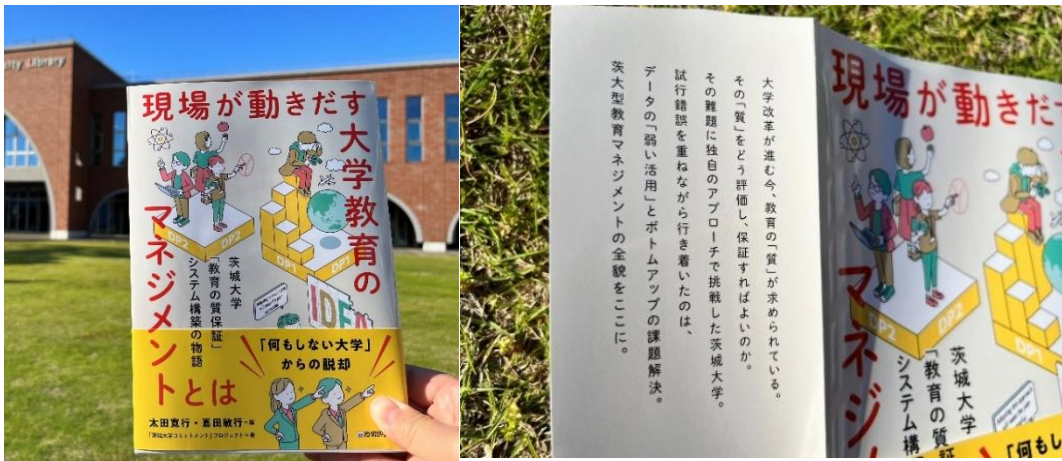 sity Library
現場が動きだす
大学教育の
マネジメントとは
茨城大学
「教育の質保証」
システム構築の物語
DP2
DP2
DP1
DP1
IDEA
「何もしない大学」
からの脱却
太田寛行・嶌田敏行・編
「茨城大学コミットメント」プロジェクト・著
大学改革が進む今、教育の「質」が求められている。
その「質」をどう評価し、保証すればよいのか。
その難題に独自のアプローチで挑戦した茨城大学。
試行錯誤を重ねながら行き着いたのは、
データの「弱い活用」とボトムアップの課題解決。
茨大型教育マネジメントの全貌をここに。
現場が動きだ
マネジ
茨城大学
「教育の質
システム構
DP2
DP2
DP1
「何もし